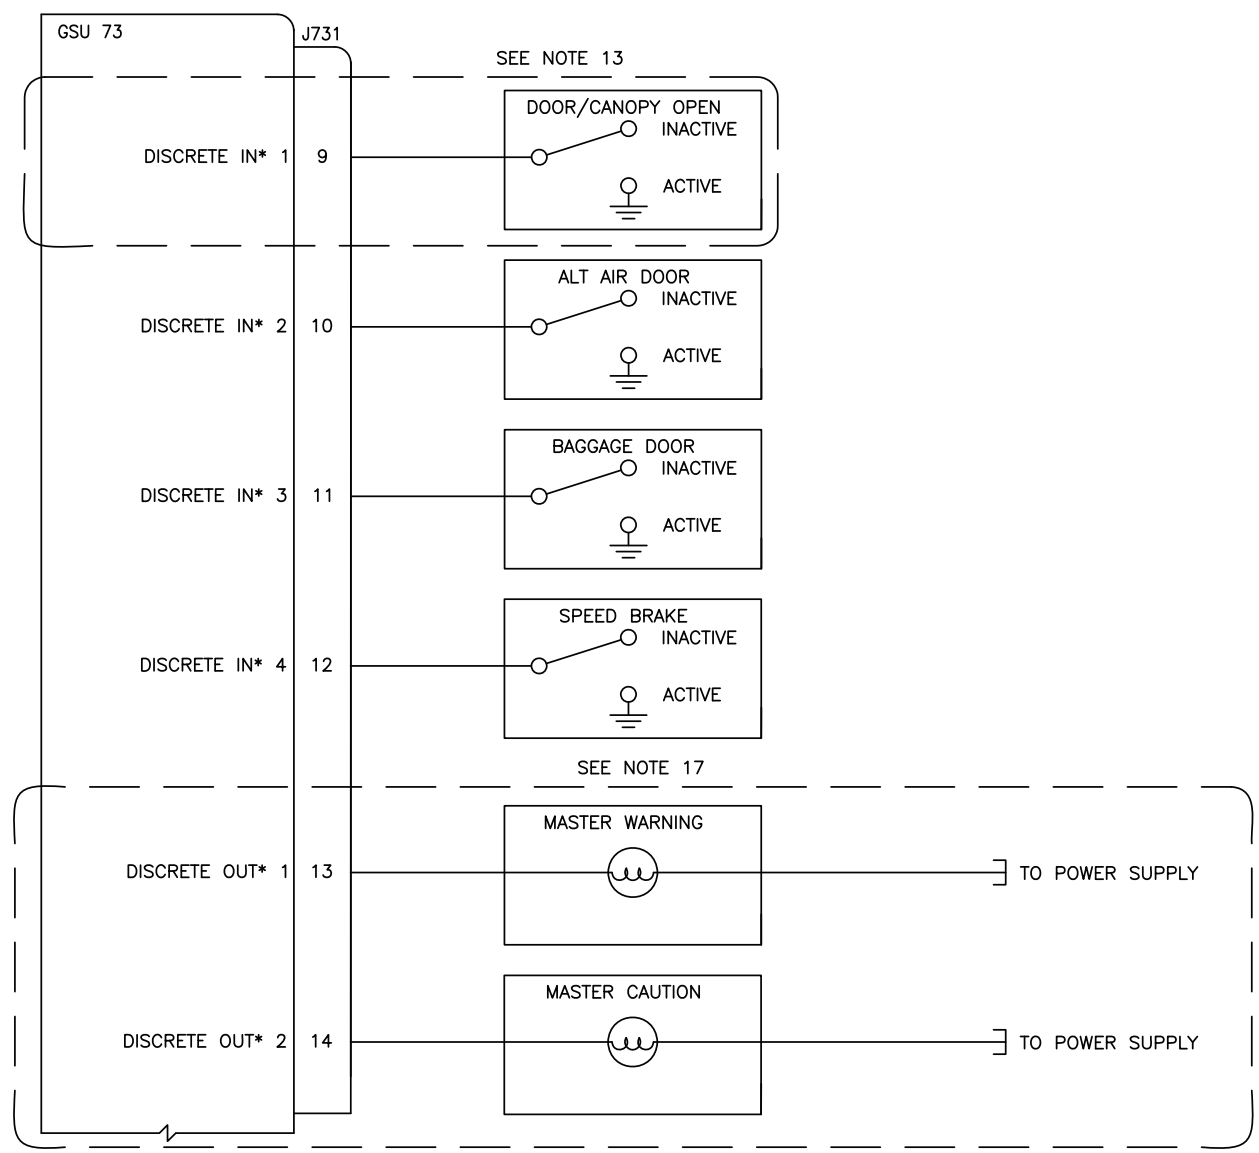 GSU 73
J731
SEE NOTE 13
DOOR/CANOPY OPEN
INACTIVE
DISCRETE IN* 1 9
ACTIVE
ALT AIR DOOR
INACTIVE
DISCRETE IN* 2 10
ACTIVE
BAGGAGE DOOR
INACTIVE
DISCRETE IN* 3 11
ACTIVE
SPEED BRAKE
INACTIVE
DISCRETE IN* 4 12
ACTIVE
SEE NOTE 17
MASTER WARNING
DISCRETE OUT* 1 13 TO POWER SUPPLY
MASTER CAUTION
DISCRETE OUT* 2 14 TO POWER SUPPLY